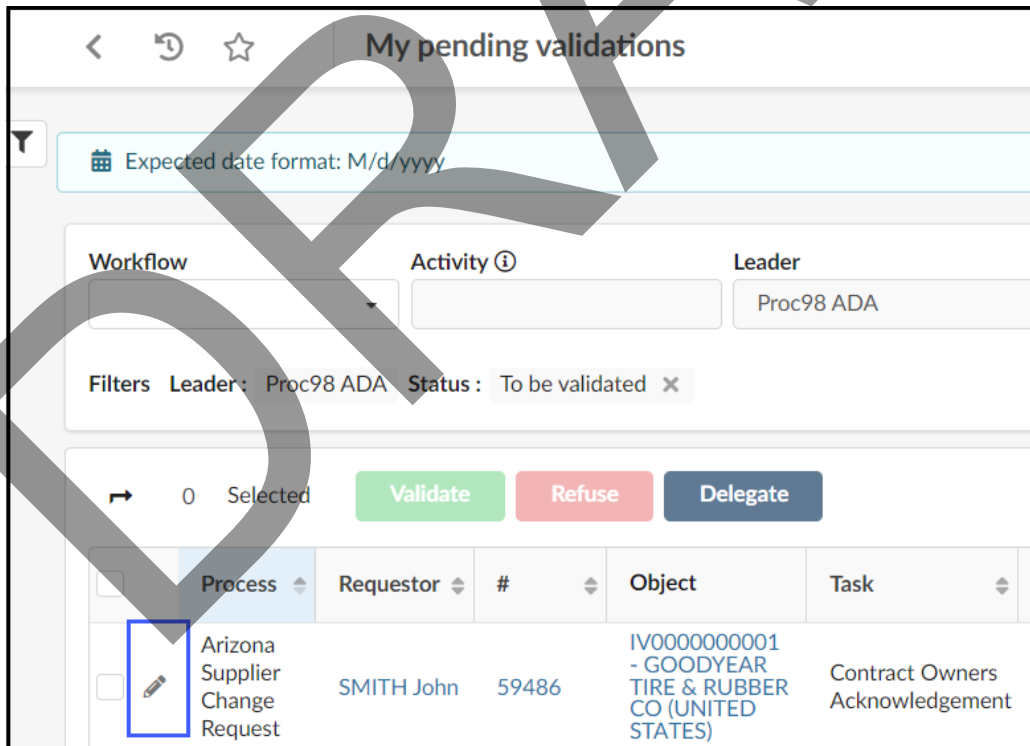 My pending validations
Expected date format: M/d/yyyy
Workflow Activity Leader
Proc98 ADA
Filters Leader : Proc98 ADA Status : To be validated
0 Selected Validate Refuse Delegate
Process Requestor # Object Task
Arizona
Supplier
Change
Request
SMITH John 59486
IV0000000001
- GOODYEAR
TIRE & RUBBER
CO (UNITED
STATES)
Contract Owners
Acknowledgement
DRA